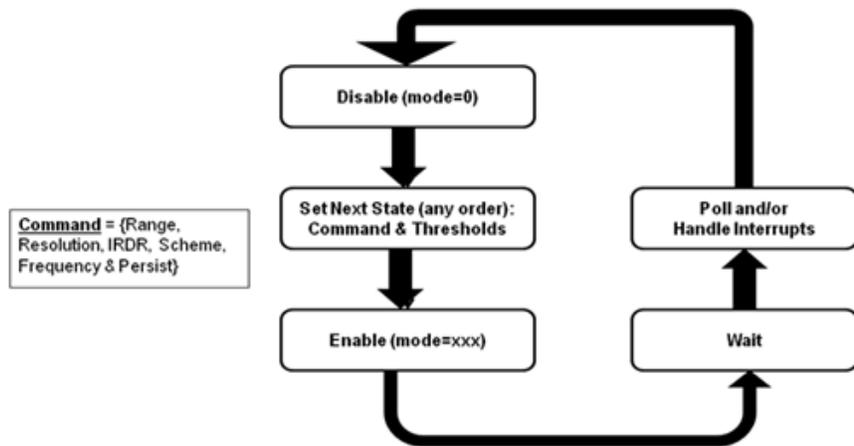 Disable (mode=0)
Set Next State (any order):
Command & Thresholds
Enable (mode=xxx)
Command = {Range,
Resolution, IRDR, Scheme,
Frequency & Persist}
Poll and/or
Handle Interrupts
Wait